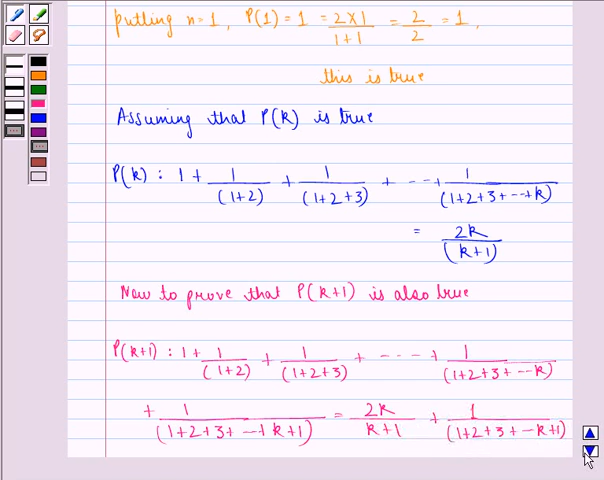 putting n=1, P(1) = 1 = 2×1/1+1 = 2/2 = 1.
this is true
Assuming that P(k) is true
P(k) : 1 + 1/(1+2) + 1/(1+2+3) + --- + 1/(1+2+3+--+k)
= 2k/(k+1)
Now to prove that P(k+1) is also true
P(k+1) : 1 + 1/(1+2) + 1/(1+2+3) + ---- + 1/(1+2+3+--k)
+ 1/(1+2+3+--+k+1) = 2k/k+1 + 1/(1+2+3+--k+1)